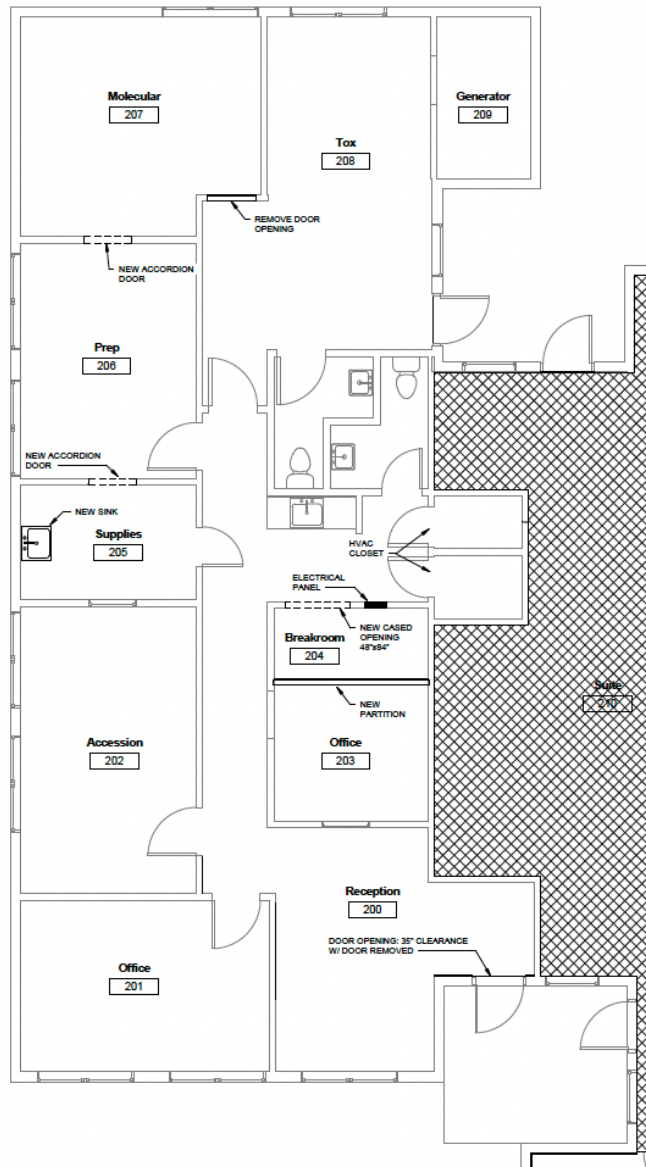 Molecular
207
Generator
209
Tox
208
REMOVE DOOR
OPENING
NEW ACCORDION
DOOR
Prep
206
NEW ACCORDION
DOOR
NEW SINK
Supplies
205
HVAC
CLOSET
ELECTRICAL
PANEL
NEW CASED
OPENING
48"x84"
Breakroom
204
Suite
210
NEW
PARTITION
Office
203
Accession
202
Reception
200
DOOR OPENING: 35" CLEARANCE
W/ DOOR REMOVED
Office
201